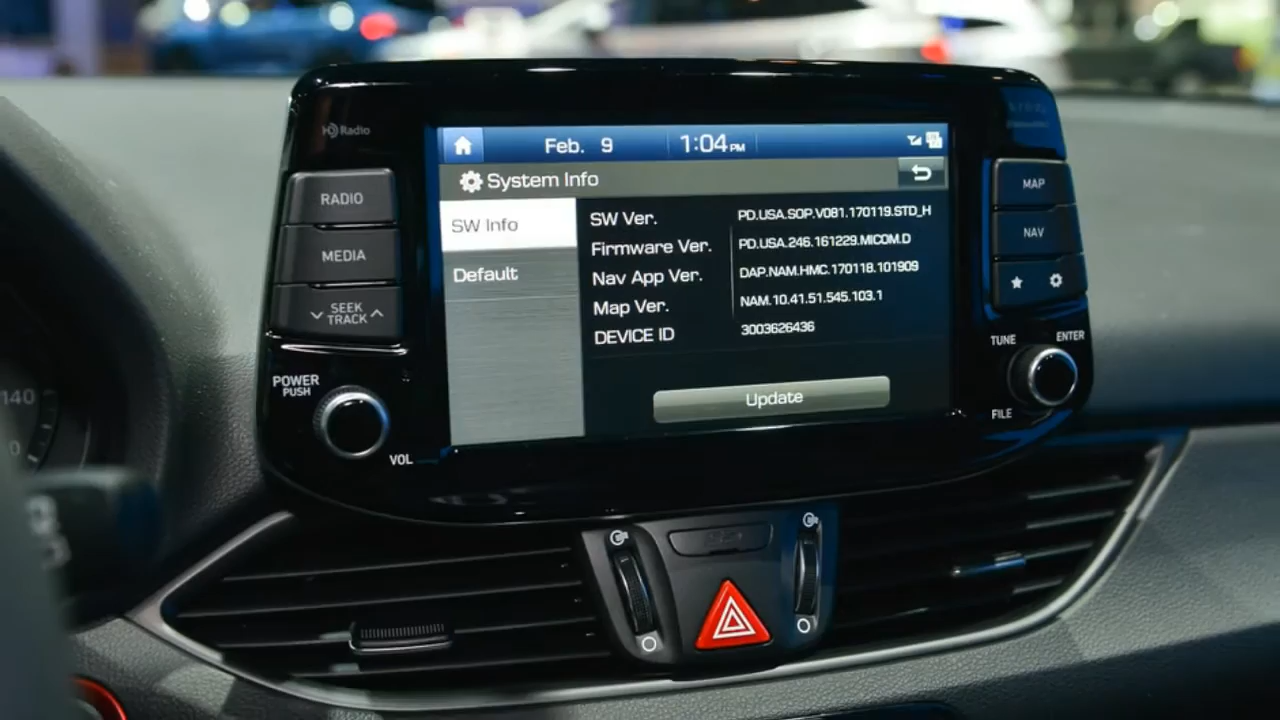 HD Radio
Feb. 9 1:04 PM
System Info
RADIO
MEDIA
SEEK
TRACK
POWER
PUSH
VOL
SW Info
Default
SW Ver. PD.USA.SOP.V081.170119.STD_H
Firmware Ver. PD.USA.246.161229.MICOM.D
Nav App Ver. DAP.NAM.HMC.170118.101909
Map Ver. NAM.10.41.51.545.103.1
DEVICE ID 3003626436
Update
MAP
NAV
TUNE
ENTER
FILE
140